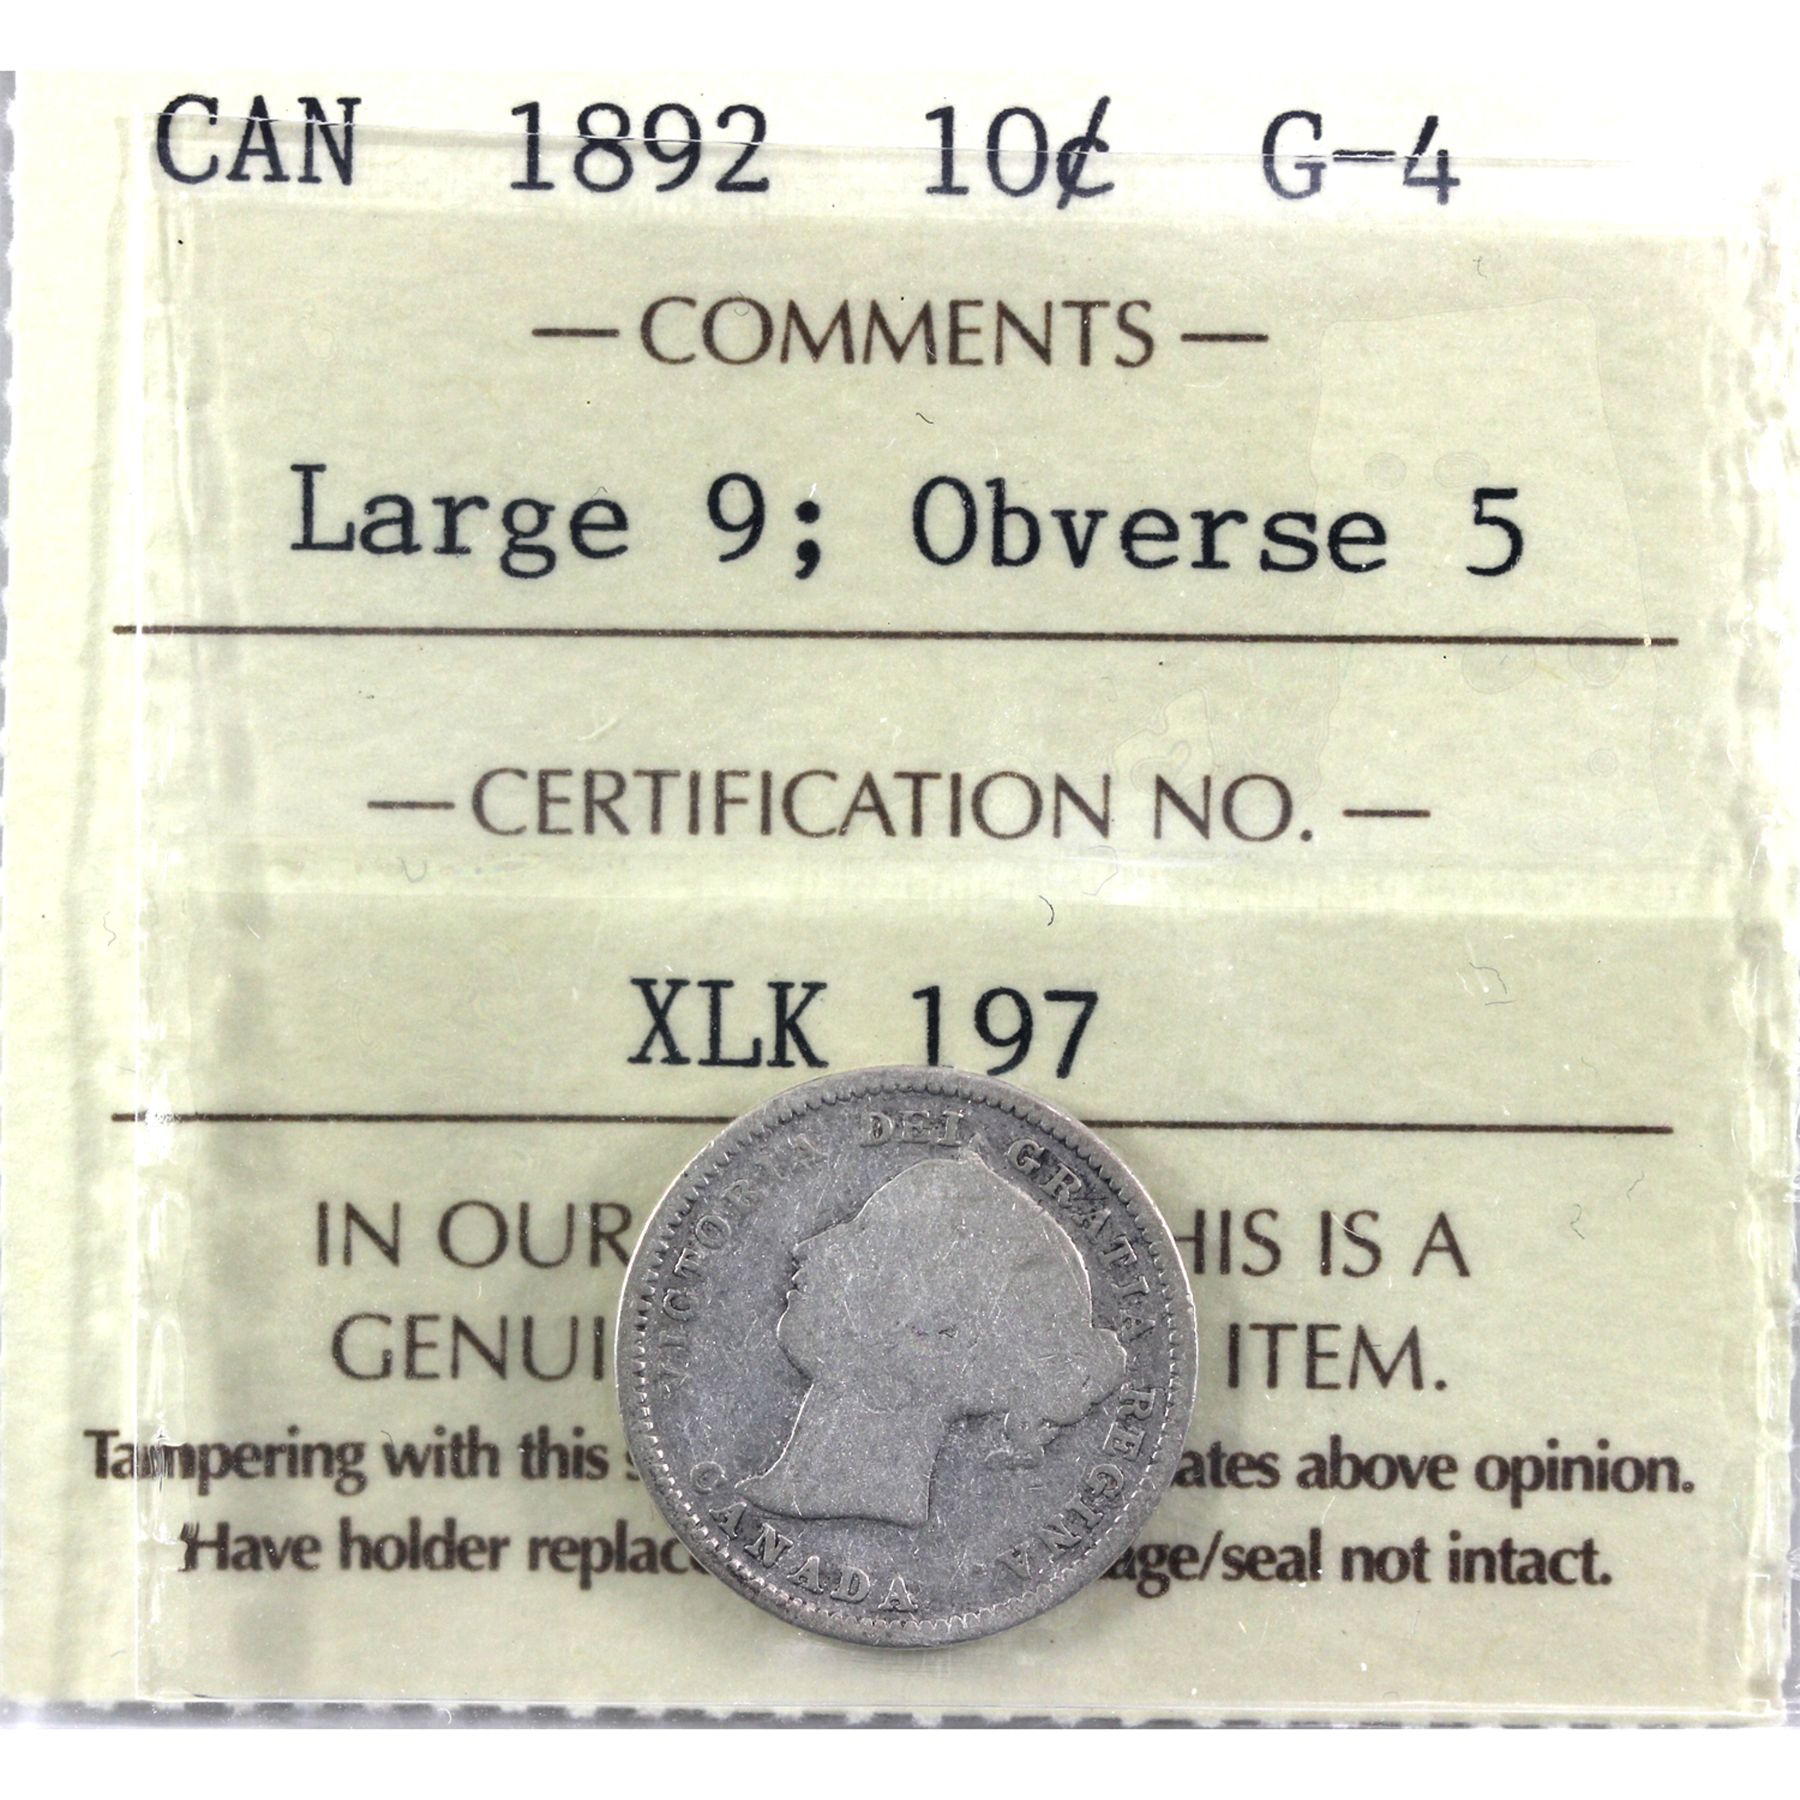 CAN 1892 10¢ G-4
— COMMENTS —
Large 9; Obverse 5
— CERTIFICATION NO. —
XLK 197
IN OUR HIS IS A
GENUI ITEM.
Tampering with this s ates above opinion.
Have holder replac age/seal not intact.
VICTORIA DEI GRATIA REGINA
CANADA